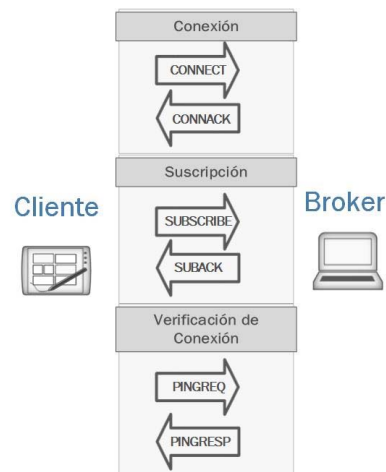 Conexión
CONNECT
CONNACK
Suscripción
Cliente
Broker
SUBSCRIBE
SUBACK
Verificación de
Conexión
PINGREQ
PINGRESP